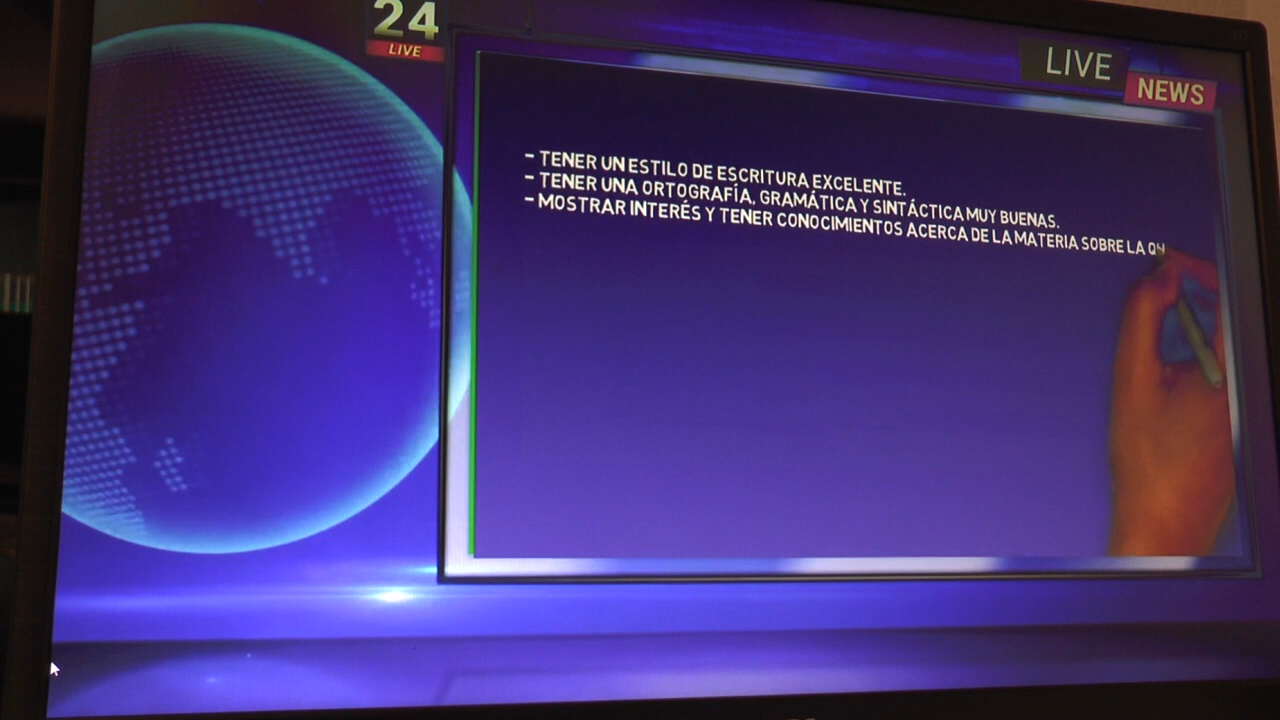 24
LIVE
LIVE
NEWS
- TENER UN ESTILO DE ESCRITURA EXCELENTE.
- TENER UNA ORTOGRAFÍA, GRAMÁTICA Y SINTÁCTICA MUY BUENAS.
- MOSTRAR INTERÉS Y TENER CONOCIMIENTOS ACERCA DE LA MATERIA SOBRE LA